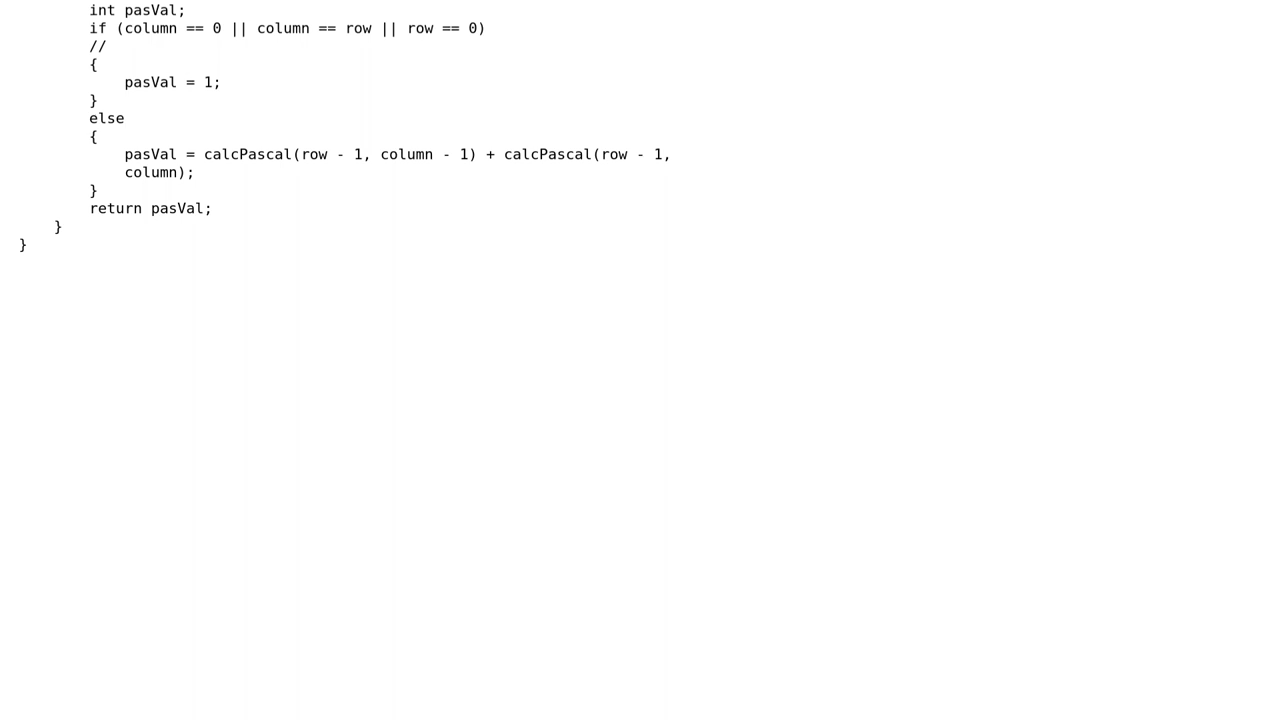 int pasVal;
if (column == 0 || column == row || row == 0)
//
{
pasVal = 1;
}
else
{
pasVal = calcPascal(row - 1, column - 1) + calcPascal(row - 1,
column);
}
return pasVal;
}
}